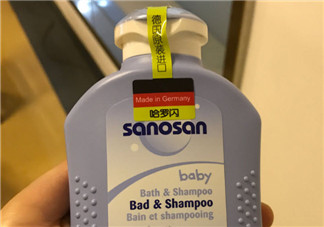 德国原装进口
Made in Germany
哈罗闪
sanosan
baby
Bath & Shampoo
Bad & Shampoo
Bain et shampooing